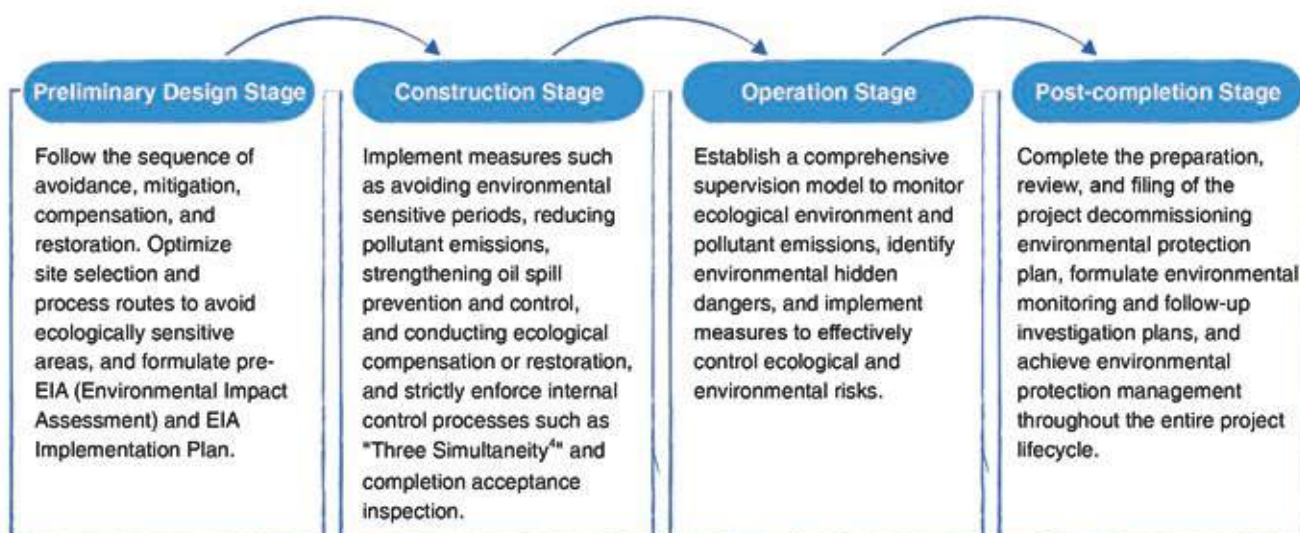 Preliminary Design Stage
Follow the sequence of
avoidance, mitigation,
compensation, and
restoration. Optimize
site selection and
process routes to avoid
ecologically sensitive
areas, and formulate pre-
EIA (Environmental Impact
Assessment) and EIA
Implementation Plan.
Construction Stage
Implement measures such
as avoiding environmental
sensitive periods, reducing
pollutant emissions,
strengthening oil spill
prevention and control,
and conducting ecological
compensation or restoration,
and strictly enforce internal
control processes such as
"Three Simultaneity⁴" and
completion acceptance
inspection.
Operation Stage
Establish a comprehensive
supervision model to monitor
ecological environment and
pollutant emissions, identify
environmental hidden
dangers, and implement
measures to effectively
control ecological and
environmental risks.
Post-completion Stage
Complete the preparation,
review, and filing of the
project decommissioning
environmental protection
plan, formulate environmental
monitoring and follow-up
investigation plans, and
achieve environmental
protection management
throughout the entire project
lifecycle.